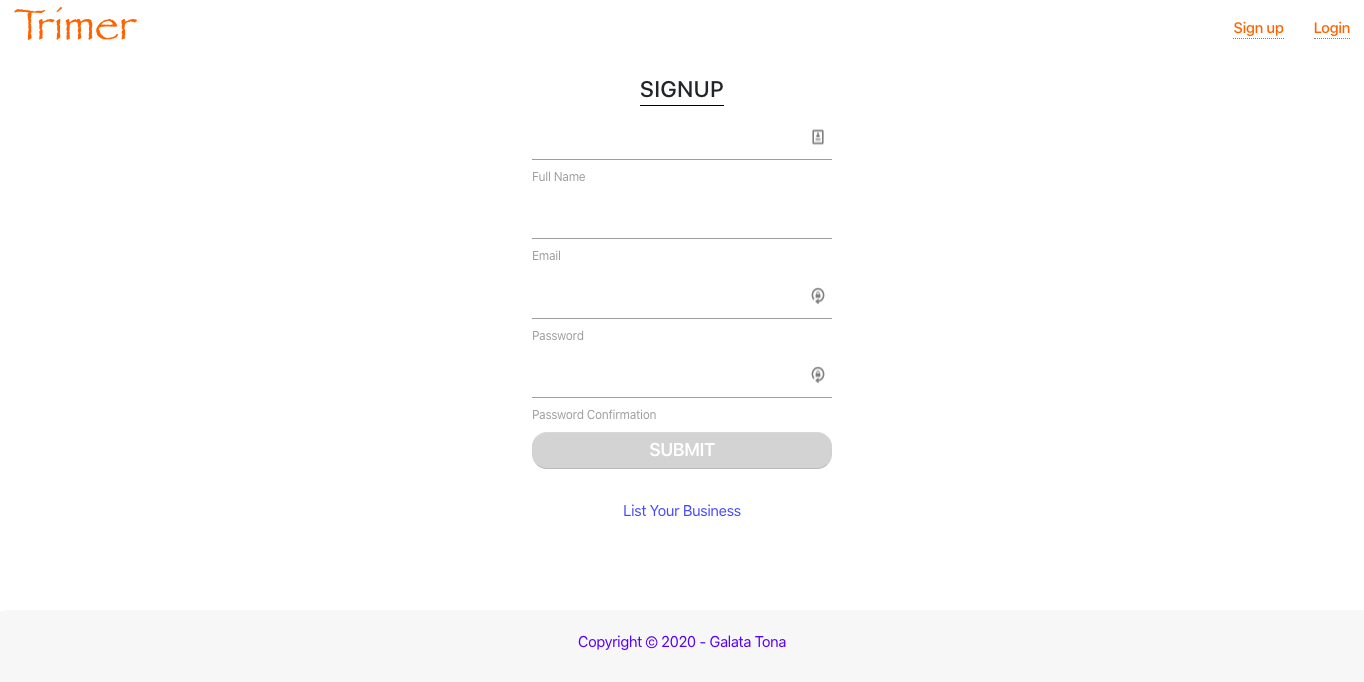 Trimer
Sign up
Login
SIGNUP
Full Name
Email
Password
Password Confirmation
SUBMIT
List Your Business
Copyright © 2020 - Galata Tona